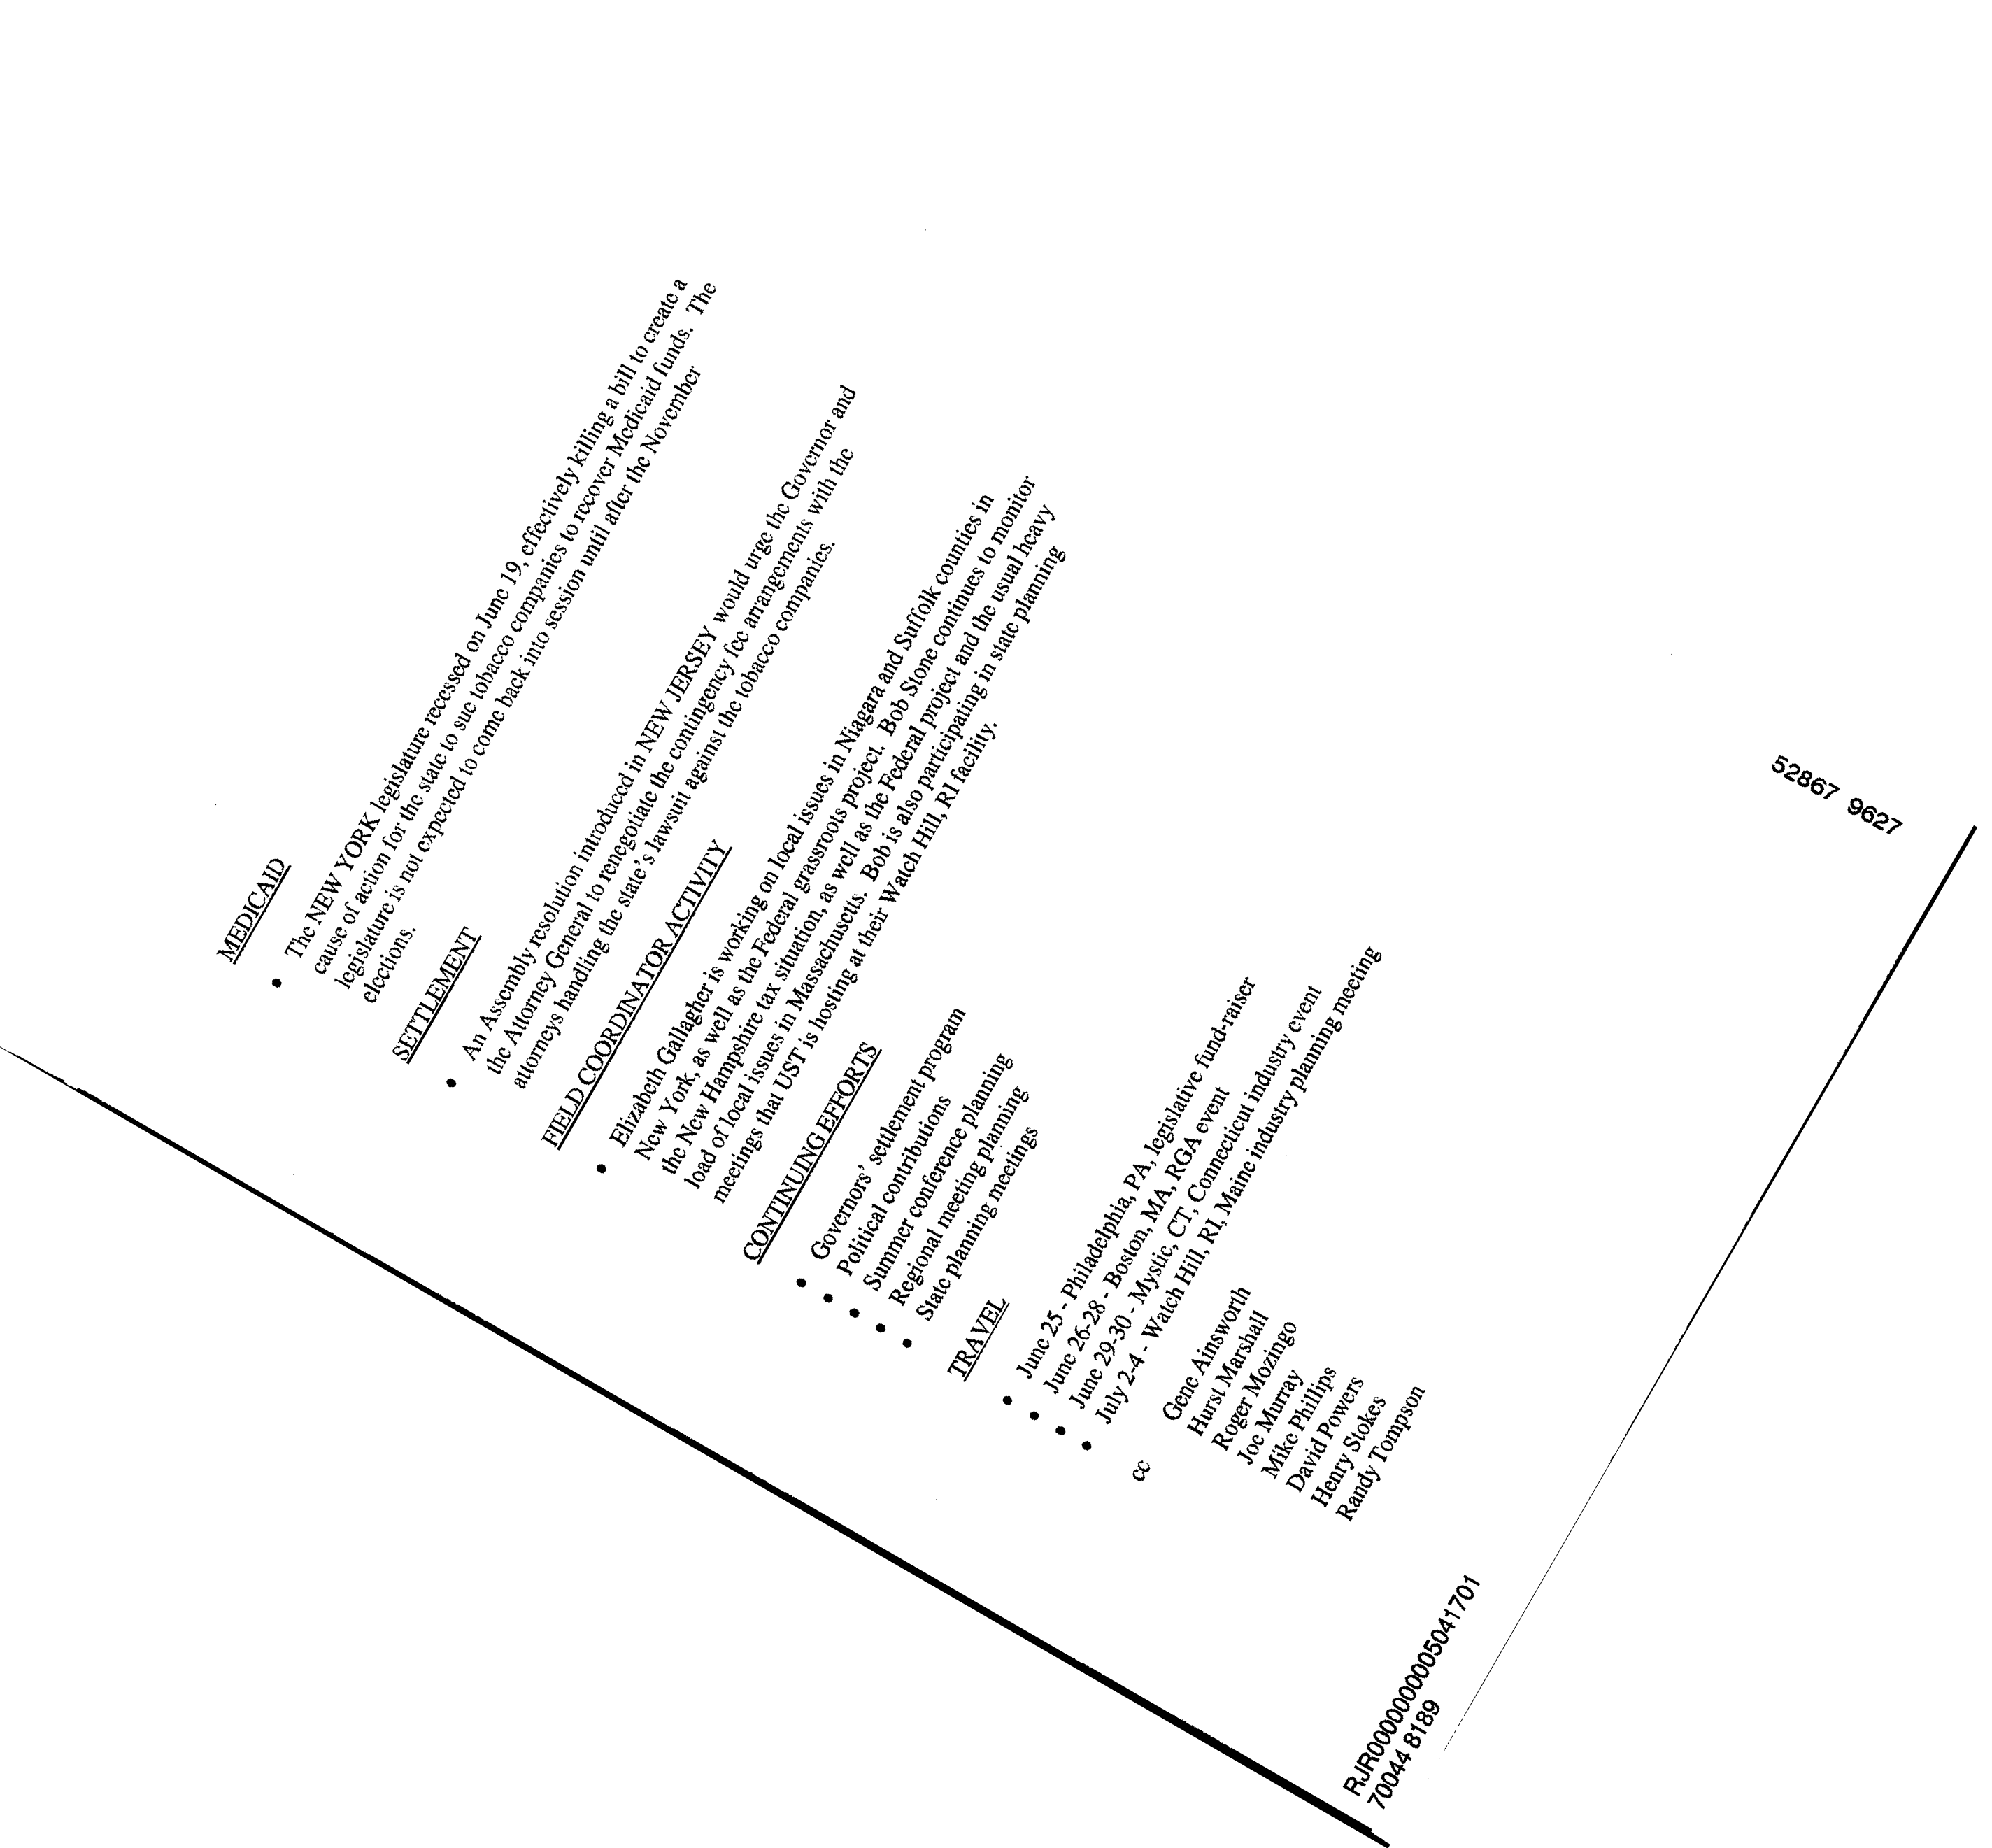 MEDICAID
• The NEW YORK legislature recessed on June 19, effectively killing a bill to create a
cause of action for the state to sue tobacco companies to recover Medicaid funds. The
legislature is not expected to come back into session until after the November
elections.
SETTLEMENT
• An Assembly resolution introduced in NEW JERSEY would urge the Governor and
the Attorney General to renegotiate the contingency fee arrangements with the
attorneys handling the state's lawsuit against the tobacco companies.
FIELD COORDINATOR ACTIVITY
• Elizabeth Gallagher is working on local issues in Niagara and Suffolk counties in
New York, as well as the Federal grassroots project. Bob Stone continues to monitor
the New Hampshire tax situation, as well as the Federal project and the usual heavy
load of local issues in Massachusetts. Bob is also participating in state planning
meetings that UST is hosting at their Watch Hill, RI facility.
CONTINUING EFFORTS
• Governors' settlement program
• Political contributions
• Summer conference planning
• Regional meeting planning
• State planning meetings
TRAVEL
• June 25 - Philadelphia, PA, legislative fund-raiser
• June 26-28 - Boston, MA, RGA event
• June 29-30 - Mystic, CT, Connecticut industry event
• July 2-4 - Watch Hill, RI, Maine industry planning meeting
cc Gene Ainsworth
Hurst Marshall
Roger Mozingo
Joe Murray
Mike Phillips
David Powers
Henry Stokes
Randy Tompson
52867 9627
RJR0000000005041701
70044 8189